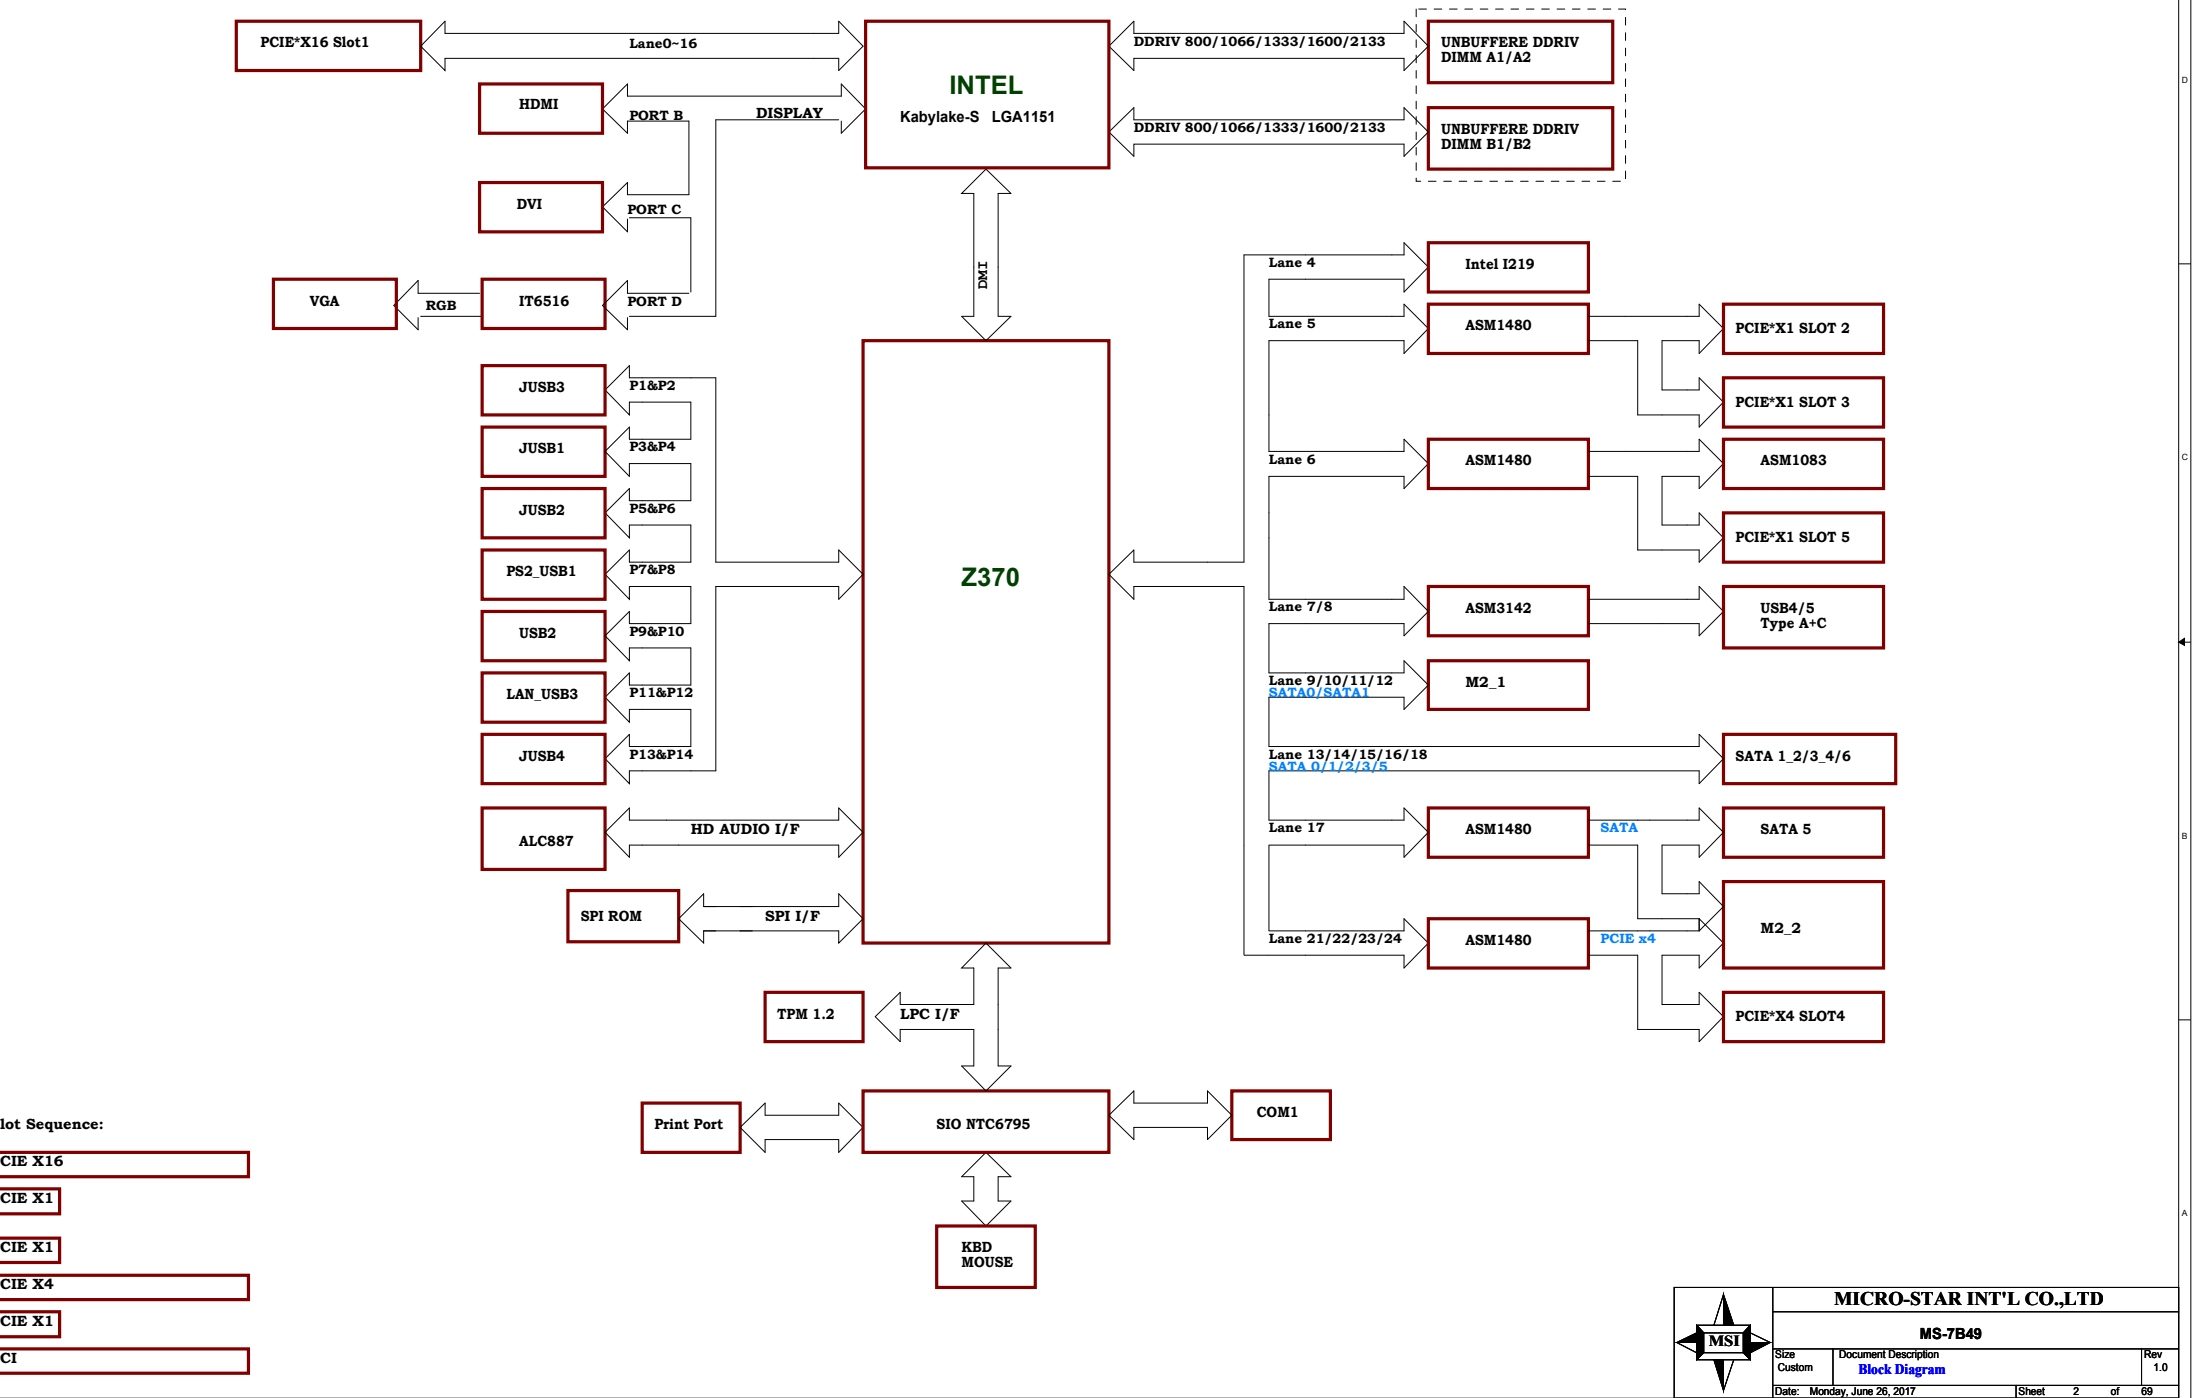 PCIE*X16 Slot1
Lane0~16
INTEL
Kabylake-S LGA1151
DDRIV 800/1066/1333/1600/2133
UNBUFFERE DDRIV
DIMM A1/A2
HDMI
PORT B
DISPLAY
DDRIV 800/1066/1333/1600/2133
UNBUFFERE DDRIV
DIMM B1/B2
DVI
PORT C
DMI
VGA
RGB
IT6516
PORT D
Lane 4
Intel I219
Lane 5
ASM1480
PCIE*X1 SLOT 2
PCIE*X1 SLOT 3
JUSB3
P1&P2
JUSB1
P3&P4
JUSB2
P5&P6
PS2_USB1
P7&P8
USB2
P9&P10
LAN_USB3
P11&P12
JUSB4
P13&P14
Z370
Lane 6
ASM1480
ASM1083
PCIE*X1 SLOT 5
Lane 7/8
ASM3142
USB4/5
Type A+C
Lane 9/10/11/12
SATA0/SATA1
M2_1
Lane 13/14/15/16/18
SATA 0/1/2/3/5
SATA 1_2/3_4/6
ALC887
HD AUDIO I/F
Lane 17
ASM1480
SATA
SATA 5
SPI ROM
SPI I/F
M2_2
Lane 21/22/23/24
ASM1480
PCIE x4
PCIE*X4 SLOT4
TPM 1.2
LPC I/F
Print Port
SIO NTC6795
COM1
KBD
MOUSE
lot Sequence:
CIE X16
CIE X1
CIE X1
CIE X4
CIE X1
CI
D
C
B
A
MSI
MICRO-STAR INT'L CO.,LTD
MS-7B49
Size
Custom
Document Description
Block Diagram
Rev
1.0
Date: Monday, June 26, 2017
Sheet 2 of 69